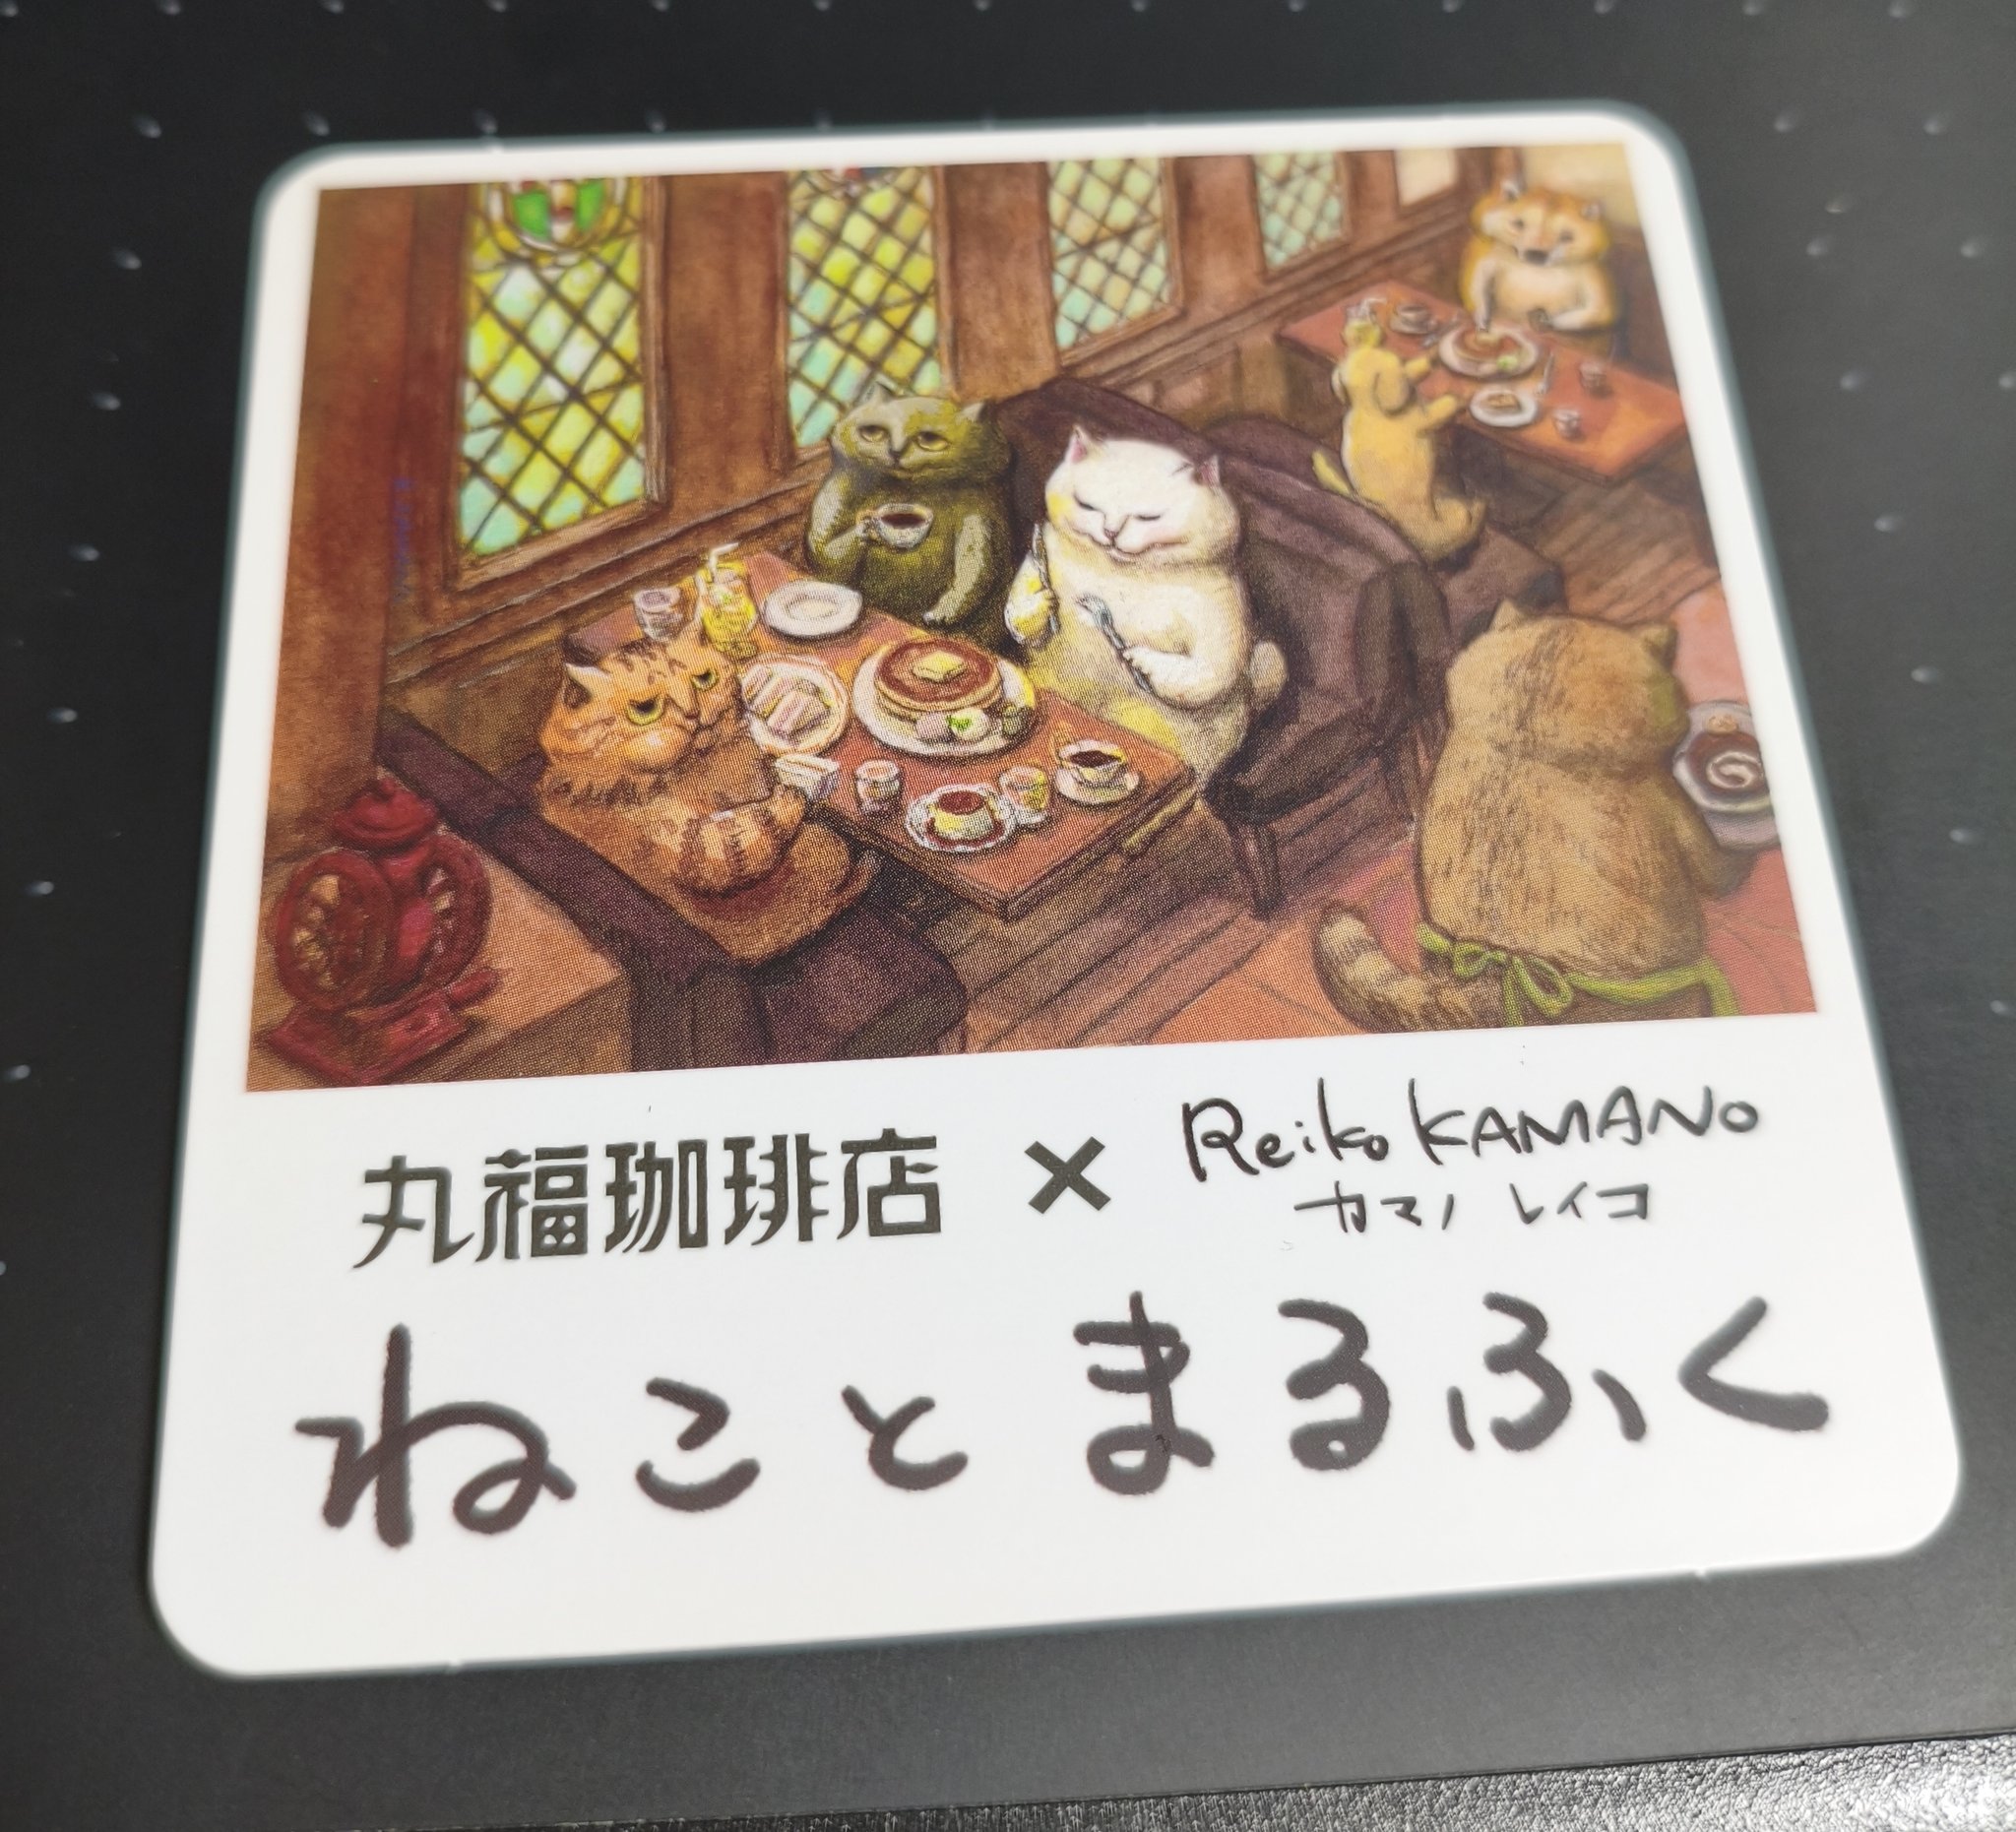 丸福珈琲店 × Reiko KAMANO
カマノ レイコ
ねこと まるふく